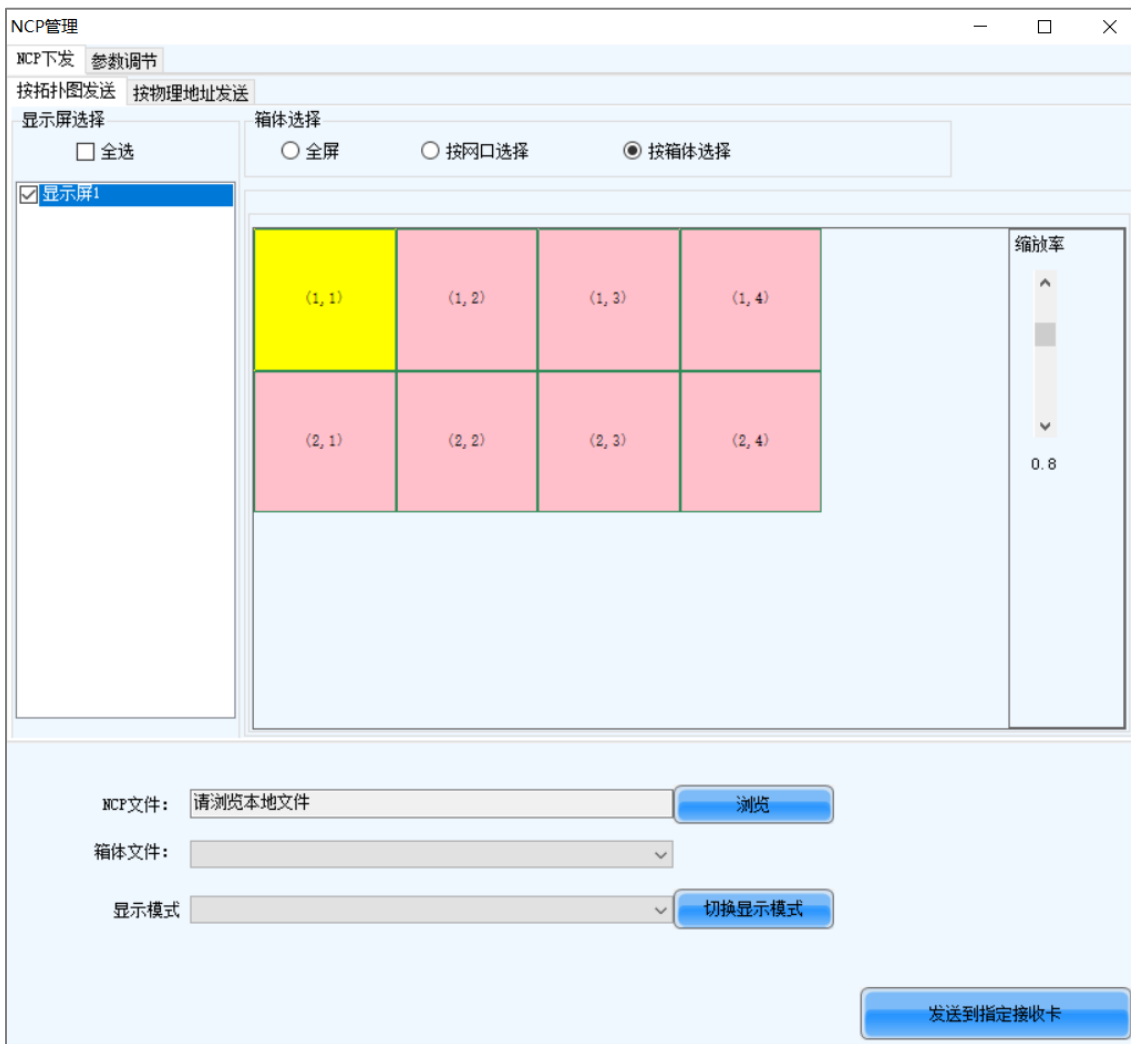 NCP管理
NCP下发 参数调节
按拓扑图发送 按物理地址发送
显示屏选择
全选
显示屏1
箱体选择
全屏 按网口选择 按箱体选择
(1,1) (1,2) (1,3) (1,4)
(2,1) (2,2) (2,3) (2,4)
缩放率
0.8
NCP文件: 请浏览本地文件 浏览
箱体文件:
显示模式 切换显示模式
发送到指定接收卡